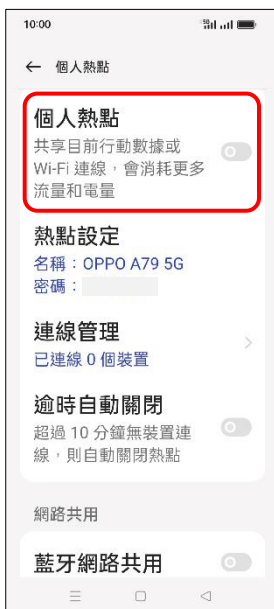 10:00
個人熱點
個人熱點
共享目前行動數據或
Wi-Fi 連線，會消耗更多
流量和電量
熱點設定
名稱：OPPO A79 5G
密碼：
連線管理
已連線 0 個裝置
逾時自動關閉
超過 10 分鐘無裝置連
線，則自動關閉熱點
網路共用
藍牙網路共用